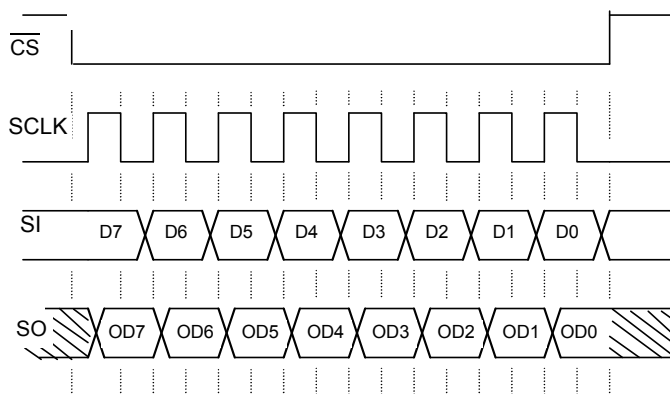 CS
SCLK
SI D7 D6 D5 D4 D3 D2 D1 D0
SO OD7 OD6 OD5 OD4 OD3 OD2 OD1 OD0